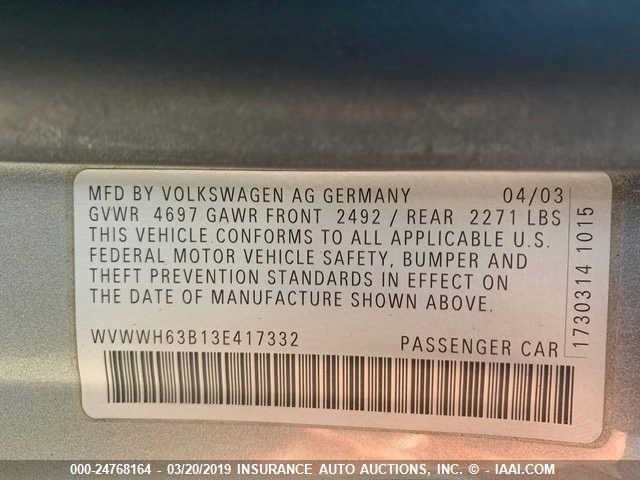 MFD BY VOLKSWAGEN AG GERMANY 04/03
GVWR 4697 GAWR FRONT 2492 / REAR 2271 LBS
THIS VEHICLE CONFORMS TO ALL APPLICABLE U.S.
FEDERAL MOTOR VEHICLE SAFETY, BUMPER AND
THEFT PREVENTION STANDARDS IN EFFECT ON
THE DATE OF MANUFACTURE SHOWN ABOVE.
WVWWH63B13E417332 PASSENGER CAR
1730314 1015
000-24768164 - 03/20/2019 INSURANCE AUTO AUCTIONS, INC. - © IAAI.COM